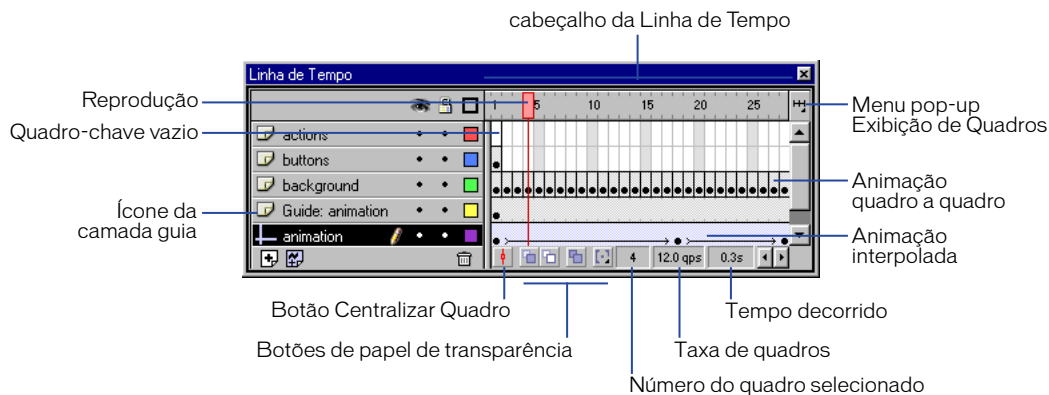 cabeçalho da Linha de Tempo
Linha de Tempo
Reprodução
1 5 10 15 20 25
Menu pop-up
Exibição de Quadros
Quadro-chave vazio
actions
buttons
background
Animação
quadro a quadro
Ícone da
camada guia
Guide: animation
animation
Animação
interpolada
4 12.0 qps 0.3s
Botão Centralizar Quadro
Tempo decorrido
Botões de papel de transparência
Taxa de quadros
Número do quadro selecionado